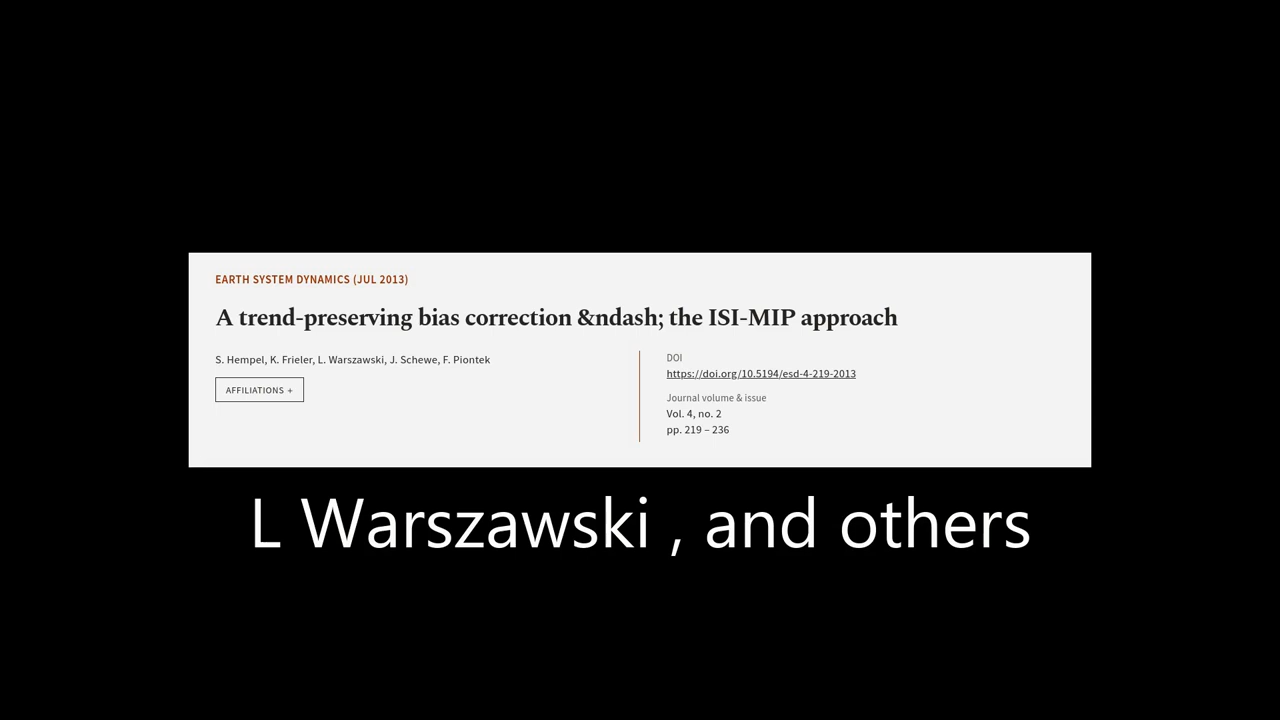 EARTH SYSTEM DYNAMICS (JUL 2013)
A trend-preserving bias correction &ndash; the ISI-MIP approach
S. Hempel, K. Frieler, L. Warszawski, J. Schewe, F. Piontek
AFFILIATIONS +
DOI
https://doi.org/10.5194/esd-4-219-2013
Journal volume & issue
Vol. 4, no. 2
pp. 219 – 236
L Warszawski , and others